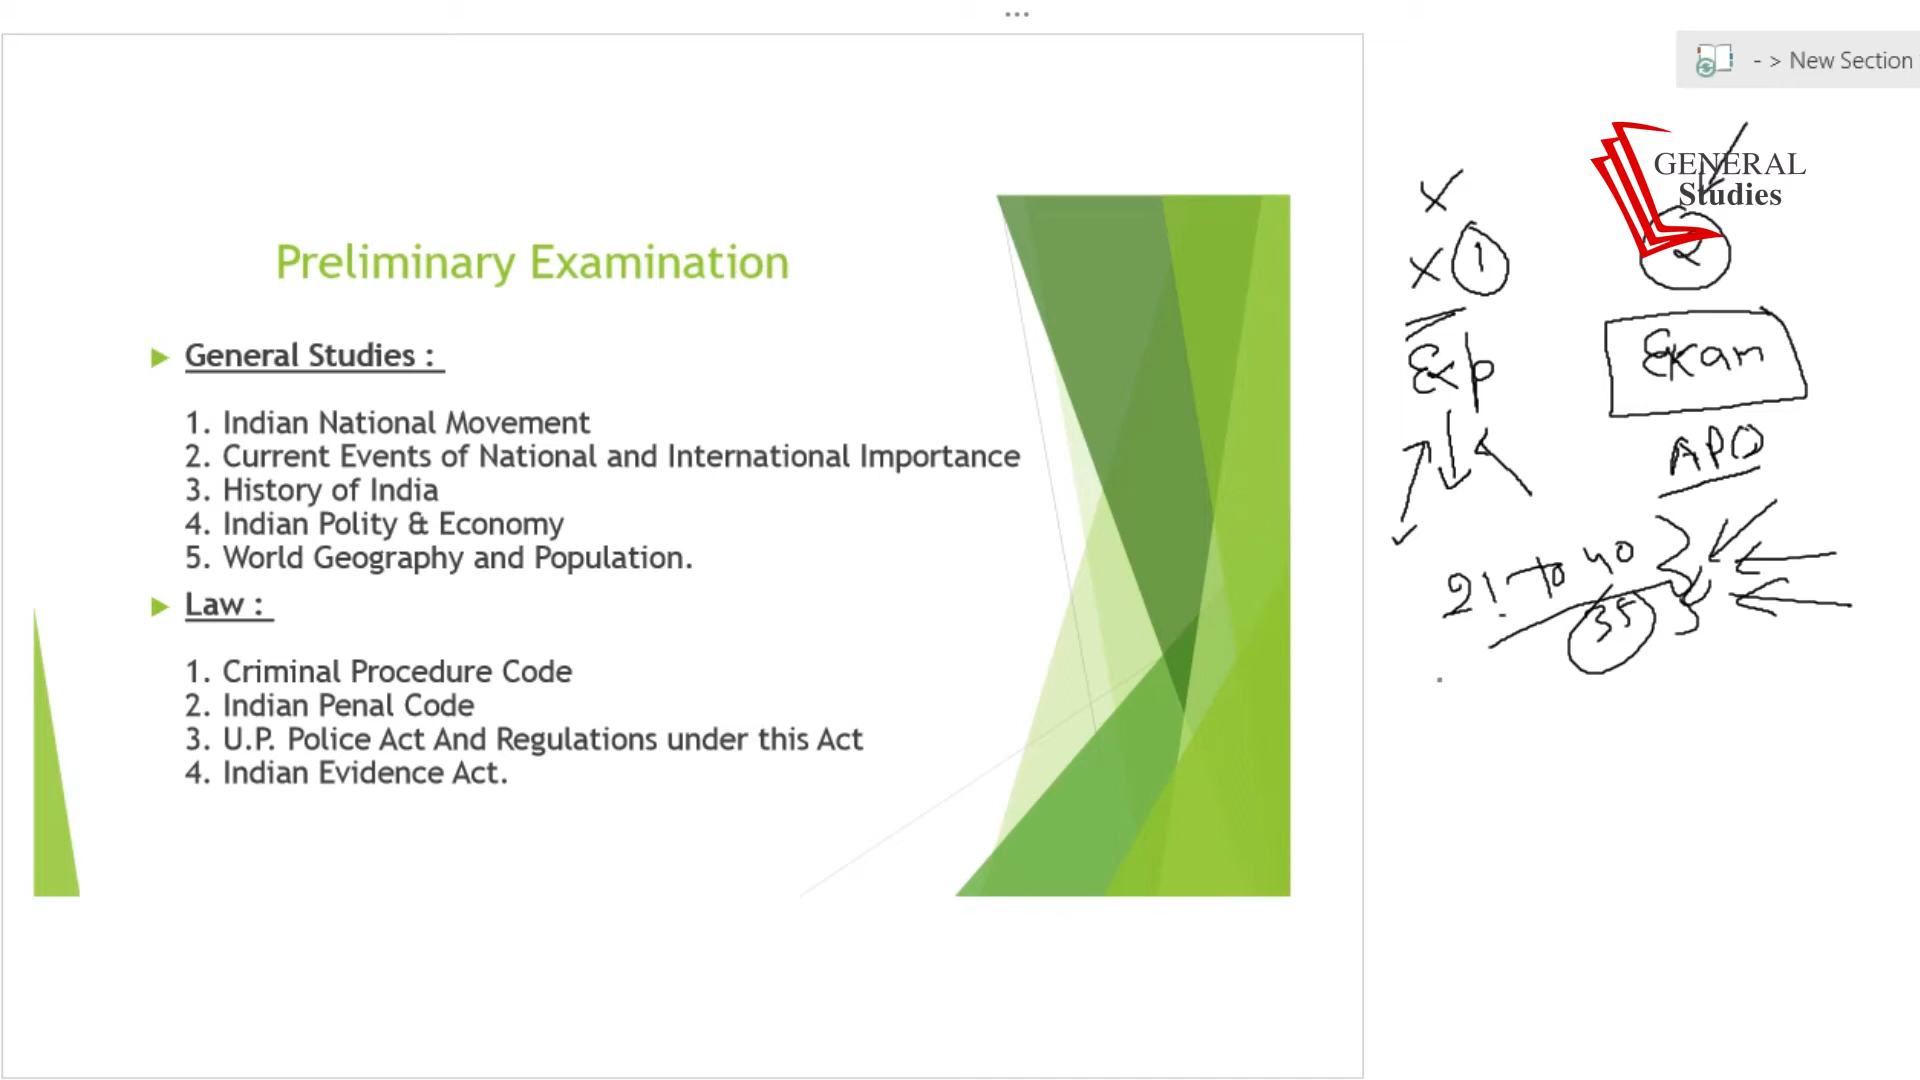 ...
- > New Section
GENERAL
Studies
Preliminary Examination
General Studies :
1. Indian National Movement
2. Current Events of National and International Importance
3. History of India
4. Indian Polity & Economy
5. World Geography and Population.
Law :
1. Criminal Procedure Code
2. Indian Penal Code
3. U.P. Police Act And Regulations under this Act
4. Indian Evidence Act.
x
x 1
2
Exp
Exam
APO
21 to 40
35